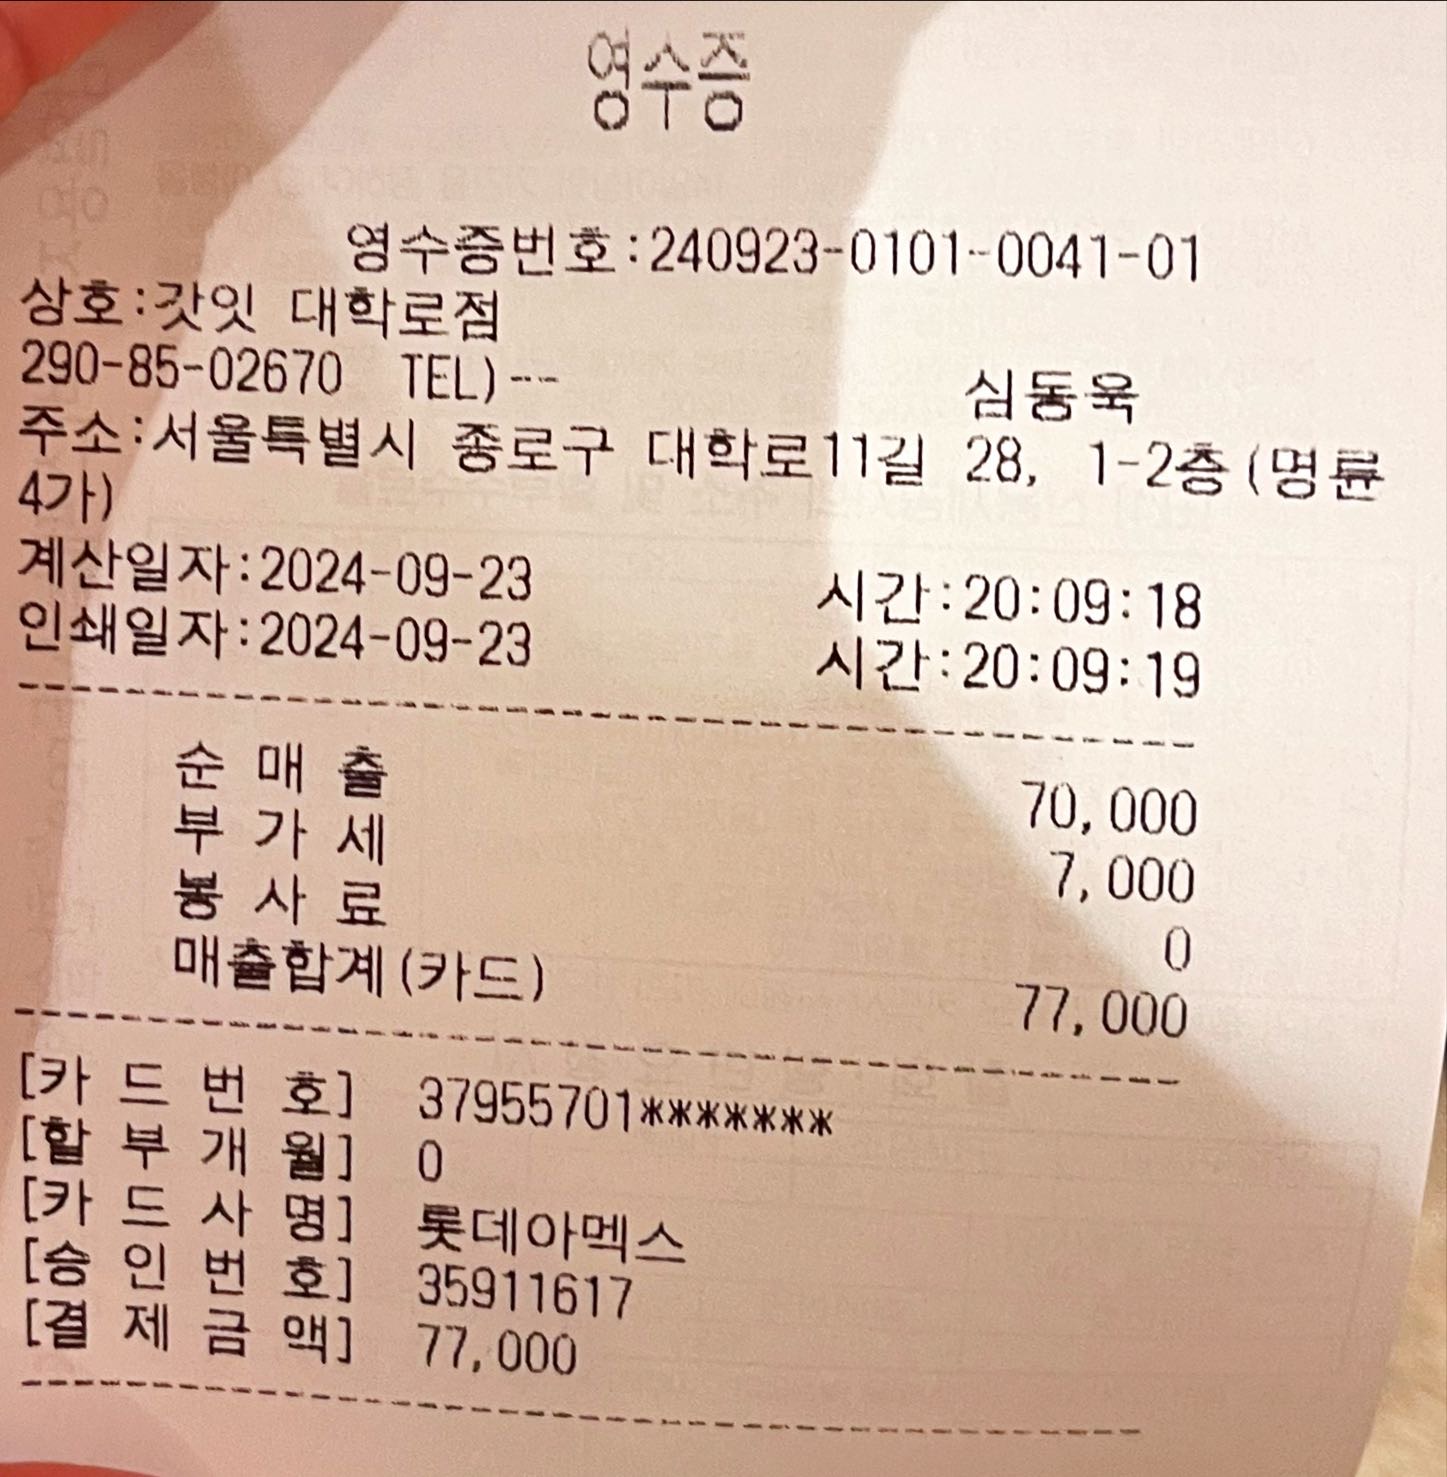 영수증
영수증번호:240923-0101-0041-01
상호:갓잇 대학로점
290-85-02670 TEL)--- 심동욱
주소:서울특별시 종로구 대학로11길 28, 1-2층(명륜
4가)
계산일자:2024-09-23 시간:20:09:18
인쇄일자:2024-09-23 시간:20:09:19
순 매 출 70,000
부 가 세 7,000
봉 사 료 0
매출합계(카드) 77,000
[카 드 번 호] 37955701*******
[할 부 개 월] 0
[카 드 사 명] 롯데아멕스
[승 인 번 호] 35911617
[결 제 금 액] 77,000